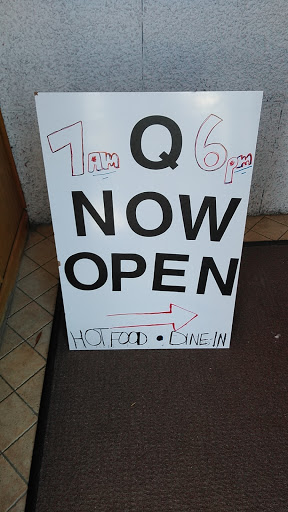 7am Q 6pm
NOW
OPEN
HOT FOOD • DINE-IN